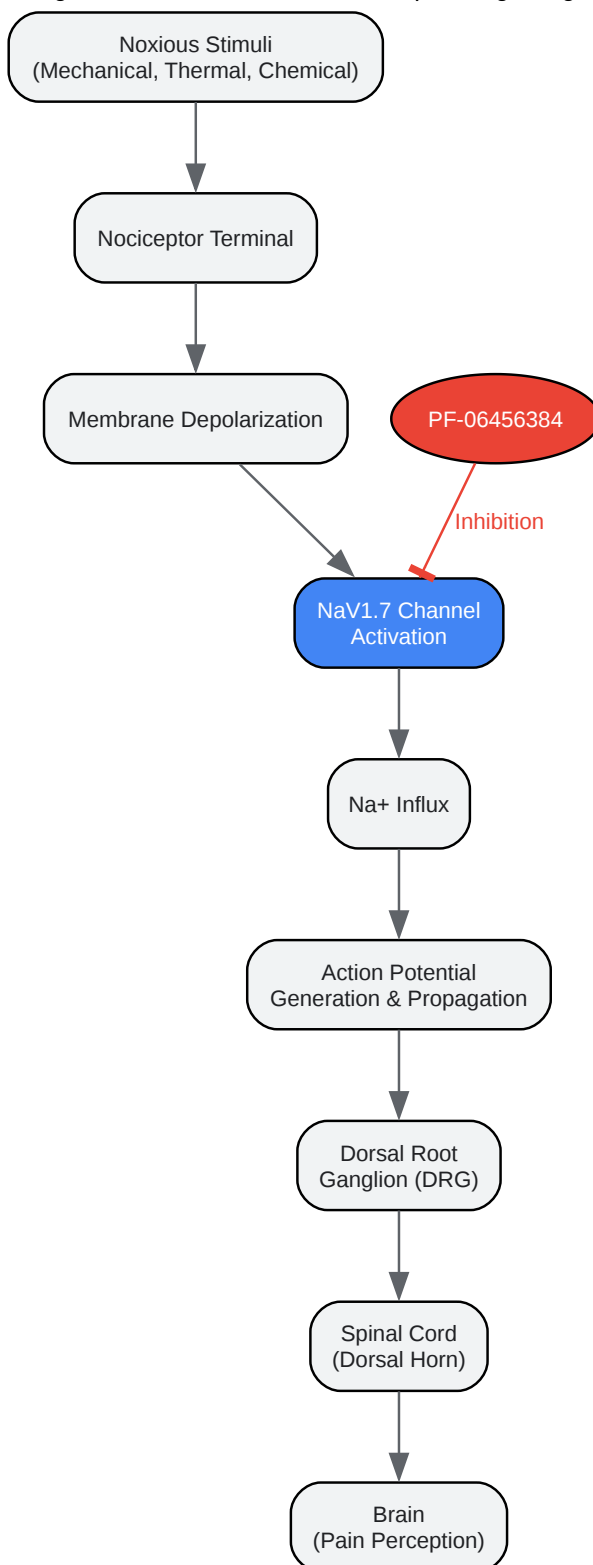 Noxious Stimuli
(Mechanical, Thermal, Chemical)
Nociceptor Terminal
Membrane Depolarization
PF-06456384
Inhibition
NaV1.7 Channel
Activation
Na+ Influx
Action Potential
Generation & Propagation
Dorsal Root
Ganglion (DRG)
Spinal Cord
(Dorsal Horn)
Brain
(Pain Perception)